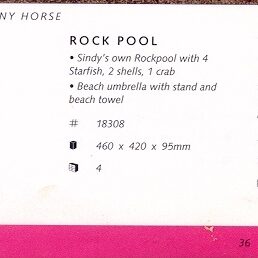 NY HORSE
ROCK POOL
• Sindy's own Rockpool with 4
Starfish, 2 shells, 1 crab
• Beach umbrella with stand and
beach towel
# 18308
460 x 420 x 95mm
4
36